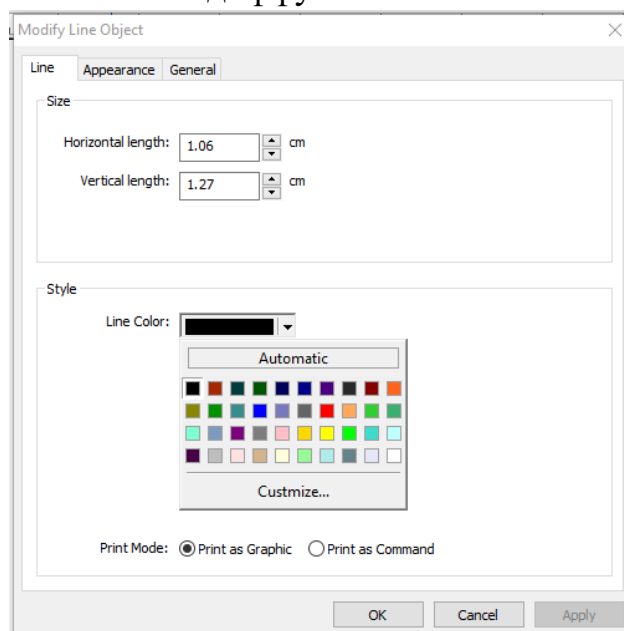 Modify Line Object
Line Appearance General
Size
Horizontal length: 1.06 cm
Vertical length: 1.27 cm
Style
Line Color:
Automatic
Custmize...
Print Mode: Print as Graphic Print as Command
OK Cancel Apply